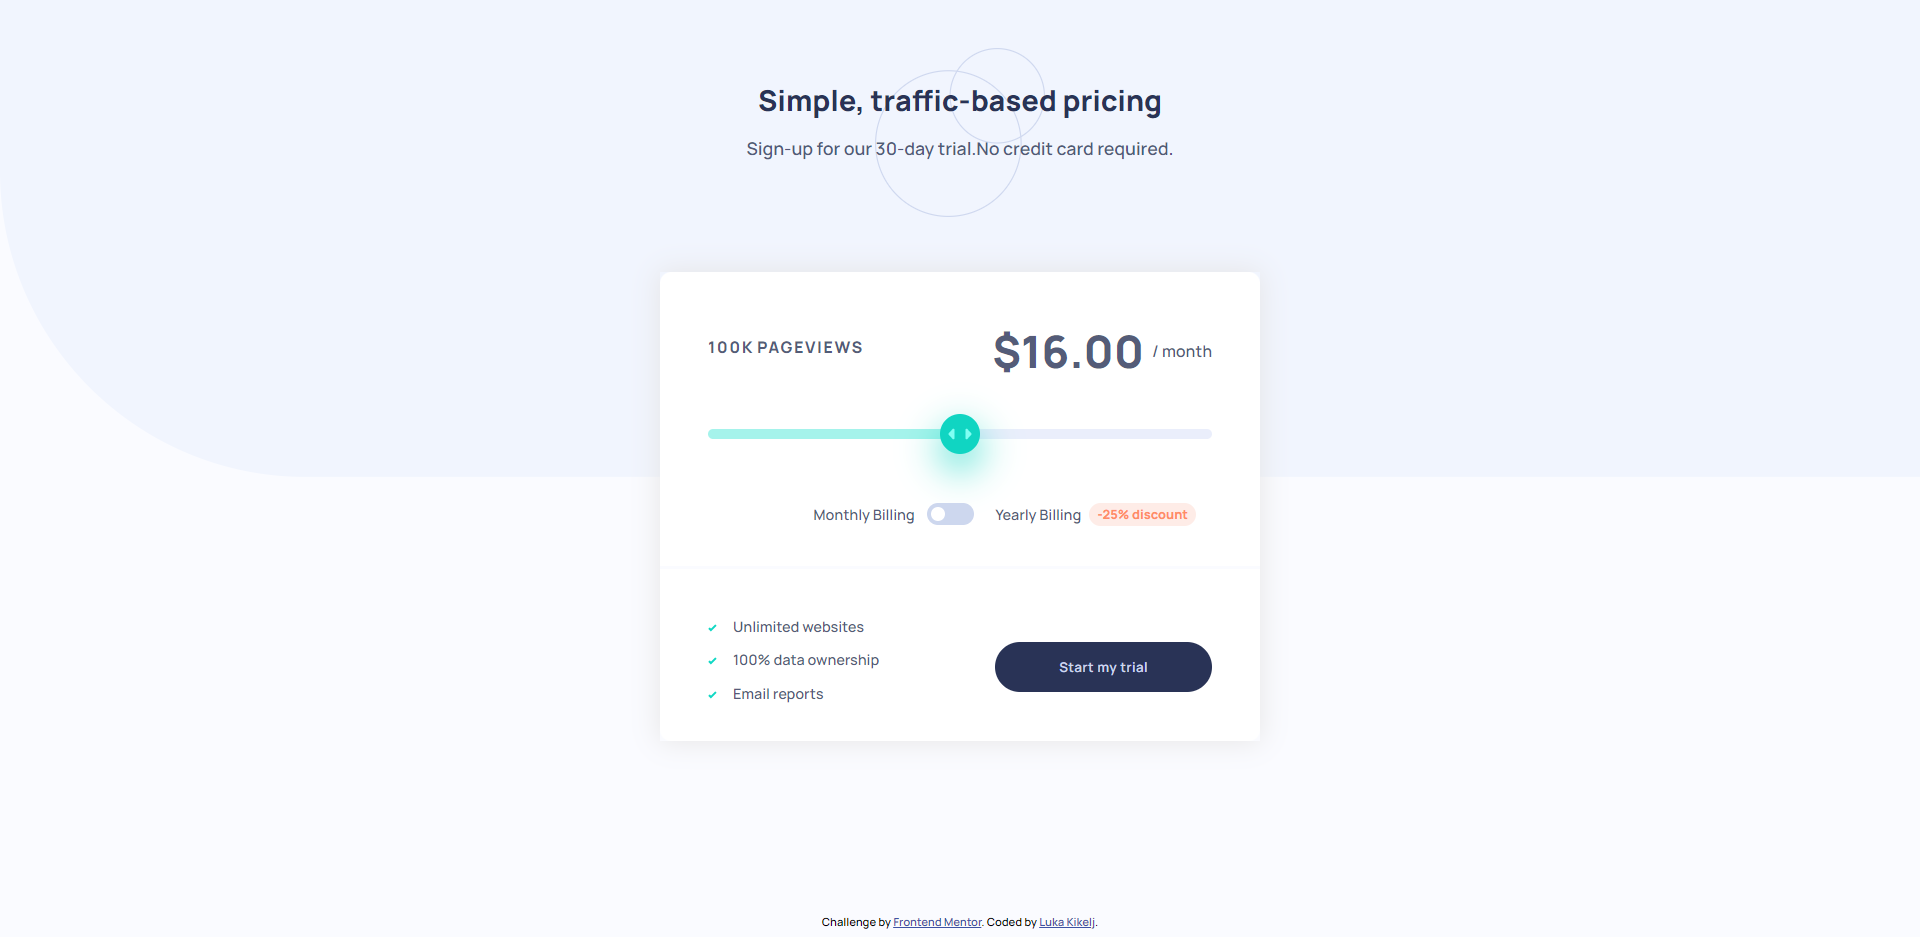 Simple, traffic-based pricing
Sign-up for our 30-day trial.No credit card required.
100K PAGEVIEWS
$16.00 / month
Monthly Billing
Yearly Billing -25% discount
Unlimited websites
100% data ownership
Email reports
Start my trial
Challenge by Frontend Mentor. Coded by Luka Kikelj.